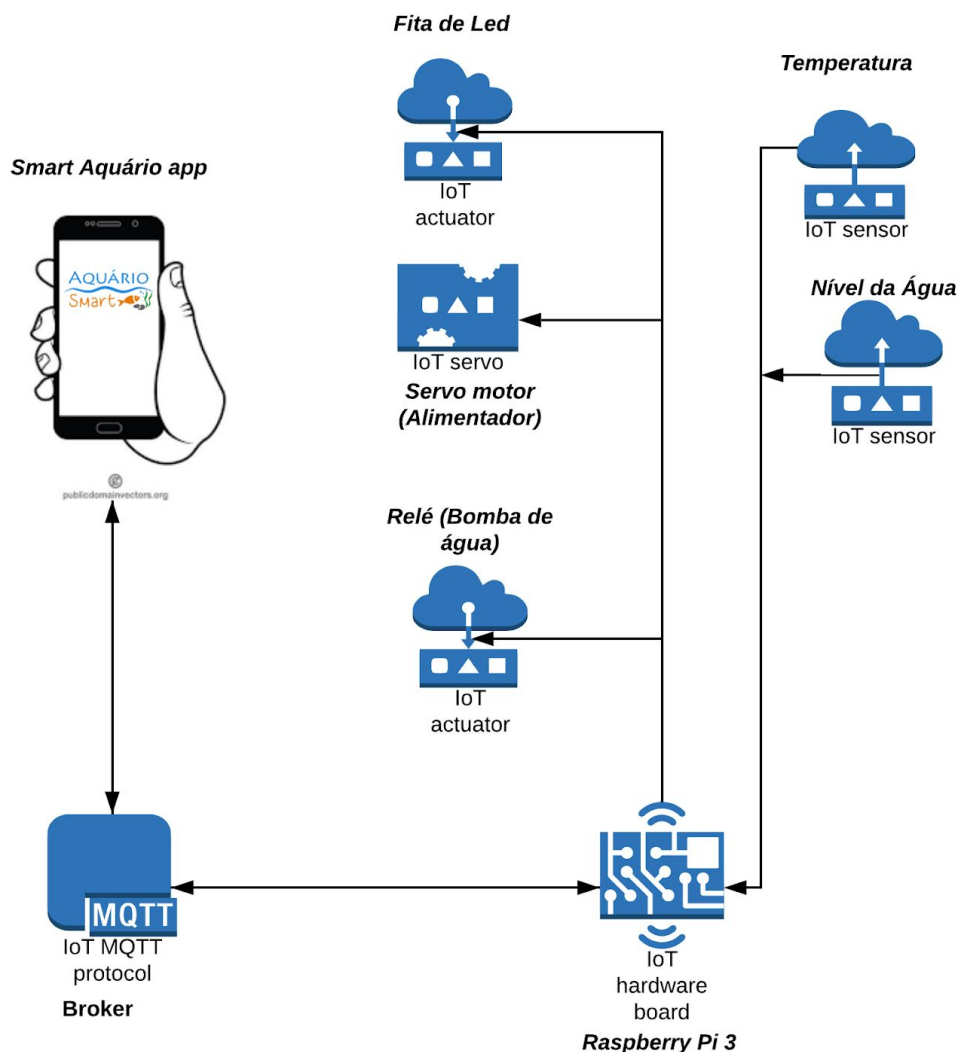 Fita de Led
IoT
actuator
Temperatura
IoT sensor
Smart Aquário app
AQUÁRIO
Smart
publicdomainvectors.org
IoT servo
Servo motor
(Alimentador)
Nível da Água
IoT sensor
Relé (Bomba de
água)
IoT
actuator
MQTT
IoT MQTT
protocol
Broker
IoT
hardware
board
Raspberry Pi 3